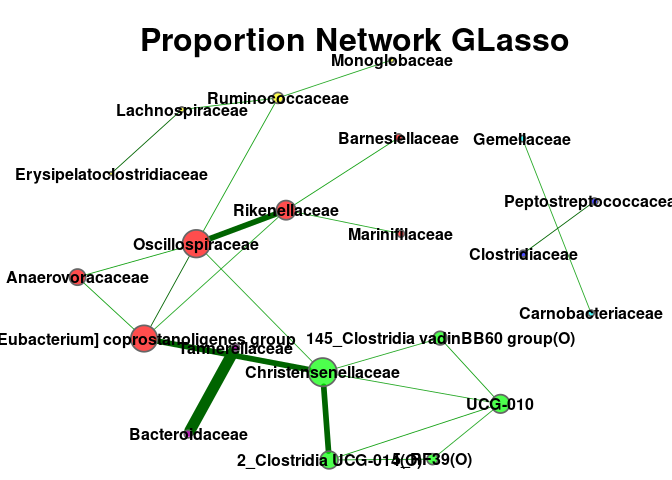 Proportion Network GLasso
Monoglobaceae
Ruminococcaceae
Lachnospiraceae
Barnesiellaceae
Gemellaceae
Erysipelatoclostridiaceae
Peptostreptococcacea
Rikenellaceae
Marinifilaceae
Oscillospiraceae
Clostridiaceae
Anaerovoracaceae
Carnobacteriaceae
Eubacterium] coprostanoligenes group
145_Clostridia vadinBB60 group(O)
Tannerellaceae
Christensenellaceae
UCG-010
Bacteroidaceae
2_Clostridia UCG-014(O)
5_RF39(O)